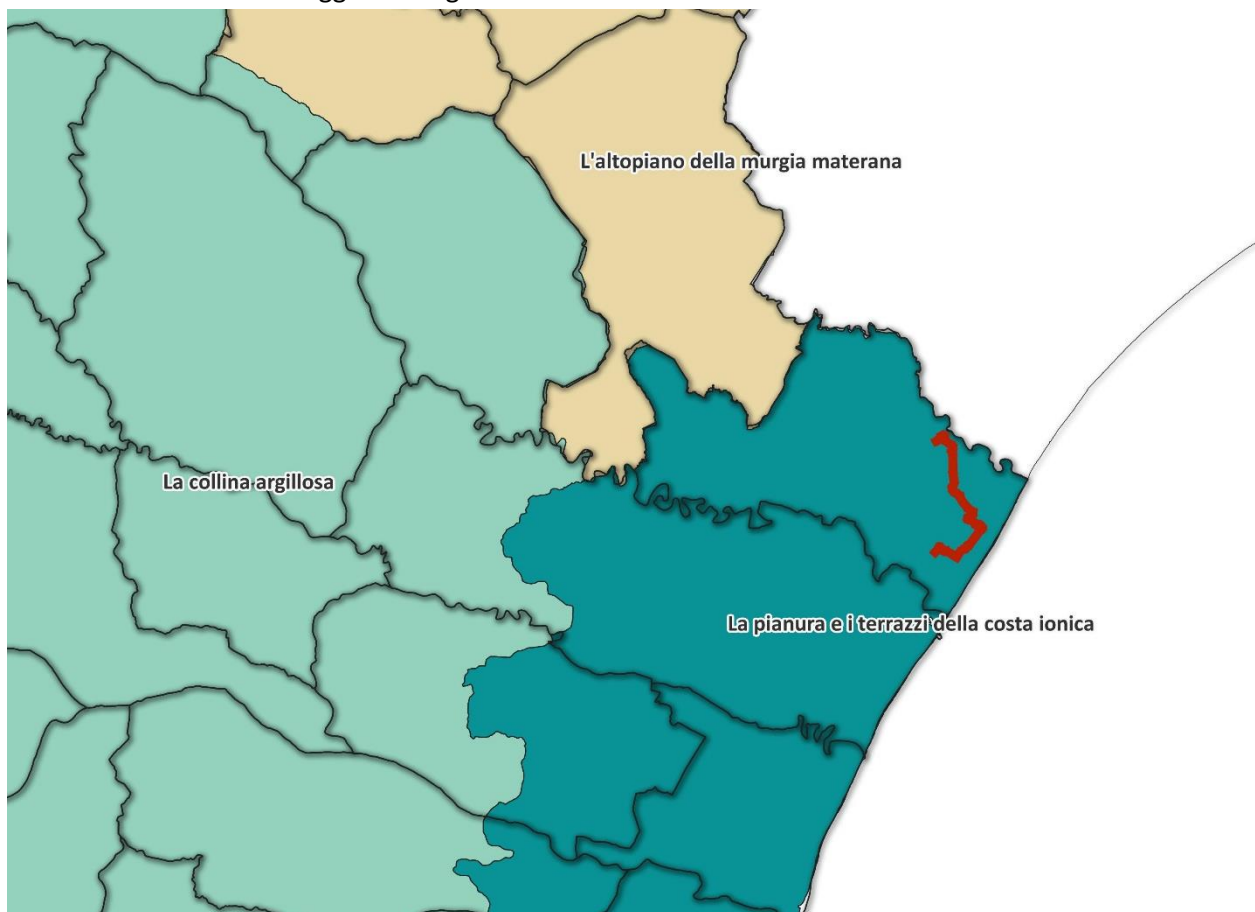 L'altopiano della murgia materana
La collina argillosa
La pianura e i terrazzi della costa ionica